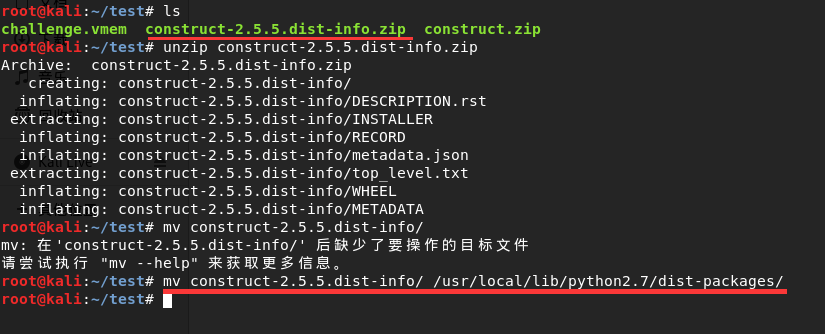 root@kali:~/test# ls
challenge.vmem  construct-2.5.5.dist-info.zip  construct.zip
root@kali:~/test# unzip construct-2.5.5.dist-info.zip
Archive:  construct-2.5.5.dist-info.zip
   creating: construct-2.5.5.dist-info/
  inflating: construct-2.5.5.dist-info/DESCRIPTION.rst
 extracting: construct-2.5.5.dist-info/INSTALLER
  inflating: construct-2.5.5.dist-info/RECORD
  inflating: construct-2.5.5.dist-info/metadata.json
 extracting: construct-2.5.5.dist-info/top_level.txt
  inflating: construct-2.5.5.dist-info/WHEEL
  inflating: construct-2.5.5.dist-info/METADATA
root@kali:~/test# mv construct-2.5.5.dist-info/
mv: 在'construct-2.5.5.dist-info/' 后缺少了要操作的目标文件
请尝试执行 "mv --help" 来获取更多信息。
root@kali:~/test# mv construct-2.5.5.dist-info/ /usr/local/lib/python2.7/dist-packages/
root@kali:~/test#